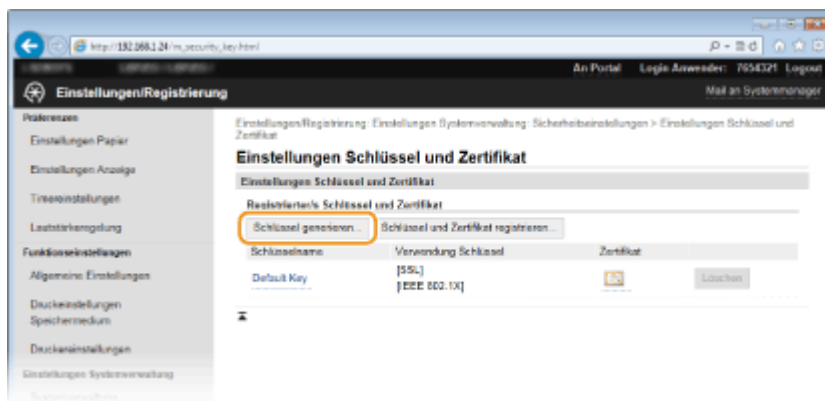 http://192.168.1.24/m_security_key.html
An Portal Login Anwender: 7654321 Logout
Einstellungen/Registrierung
Mail an Systemmanager
Präferenzen
Einstellungen Papier
Einstellungen Anzeige
Timereinstellungen
Lautstärkeregelung
Funktionseinstellungen
Allgemeine Einstellungen
Druckeinstellungen
Speichermedium
Druckereinstellungen
Einstellungen Systemverwaltung
Einstellungen/Registrierung: Einstellungen Systemverwaltung: Sicherheitseinstellungen > Einstellungen Schlüssel und
Zertifikat
Einstellungen Schlüssel und Zertifikat
Einstellungen Schlüssel und Zertifikat
Registrierter/s Schlüssel und Zertifikat
Schlüssel generieren... Schlüssel und Zertifikat registrieren...
Schlüsselname Verwendung Schlüssel Zertifikat
Default Key [SSL] Löschen
[IEEE 802.1X]